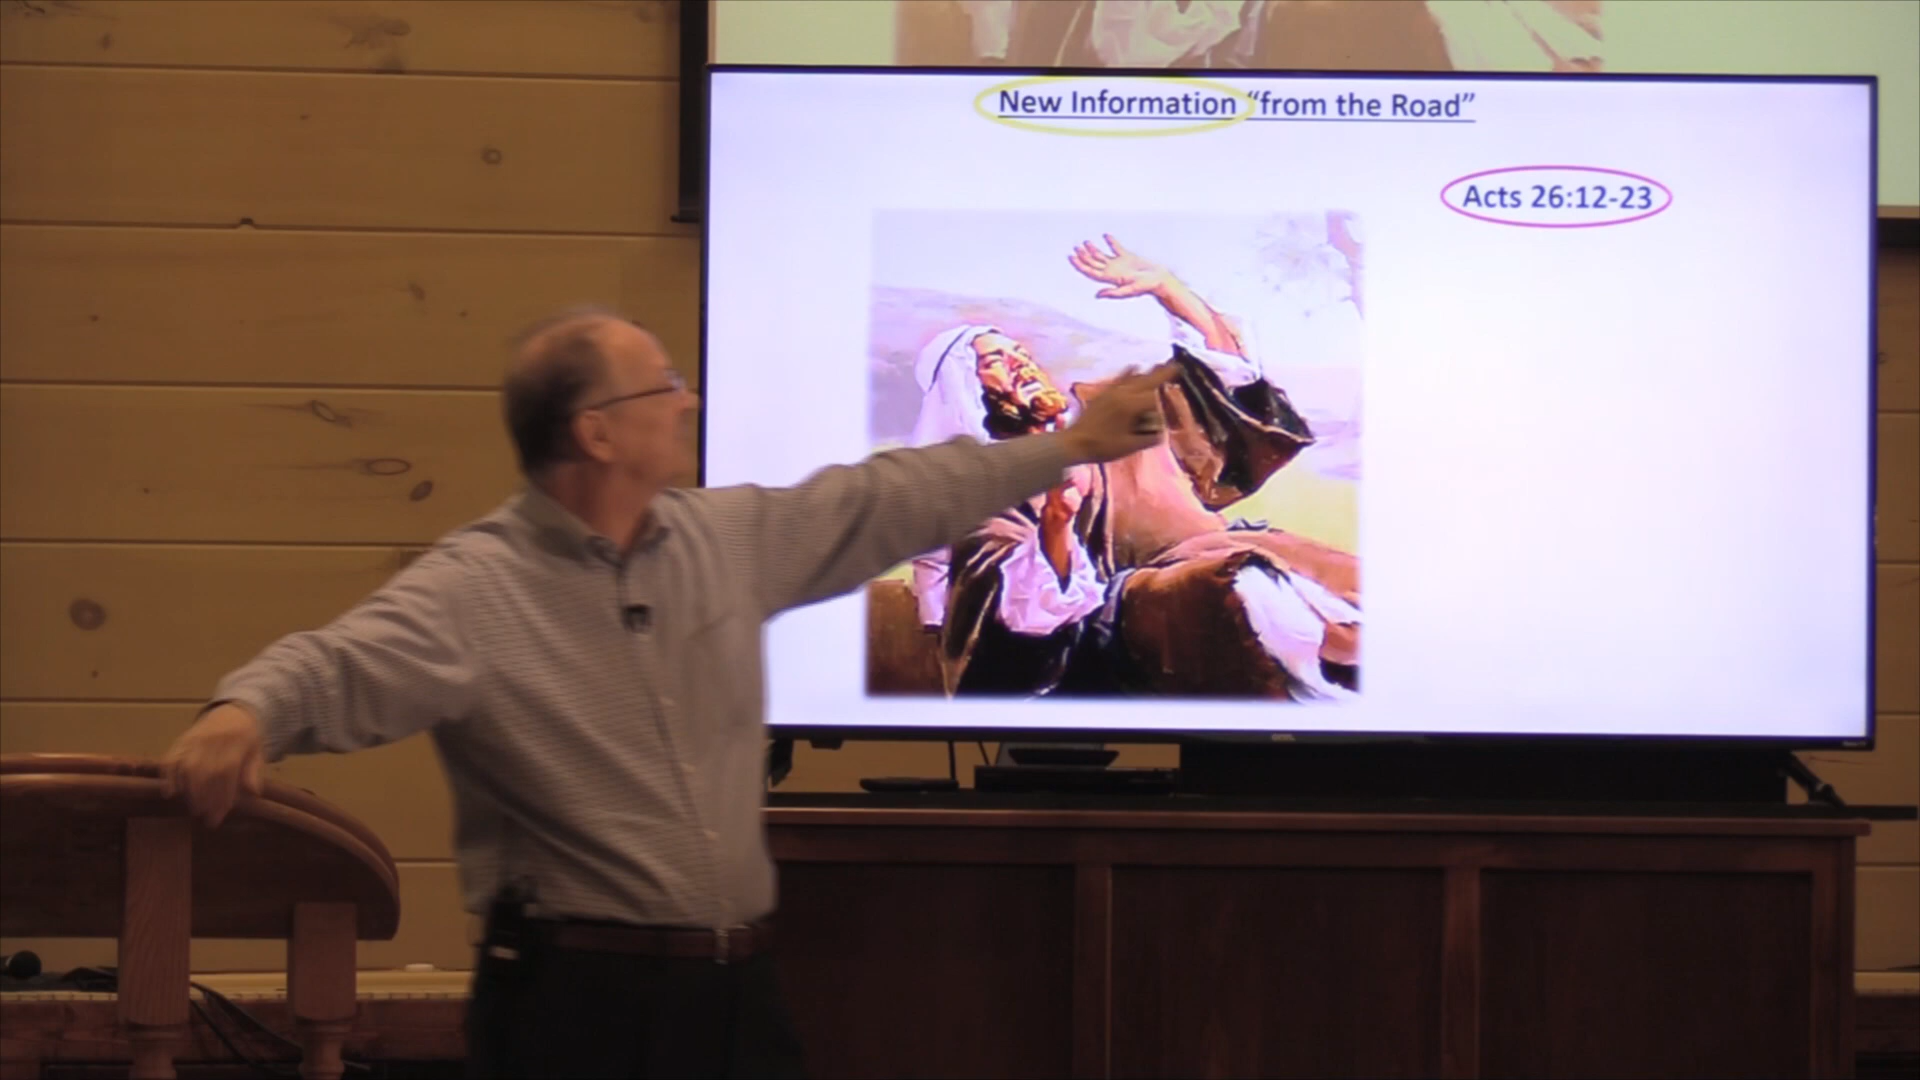 New Information "from the Road"
Acts 26:12-23